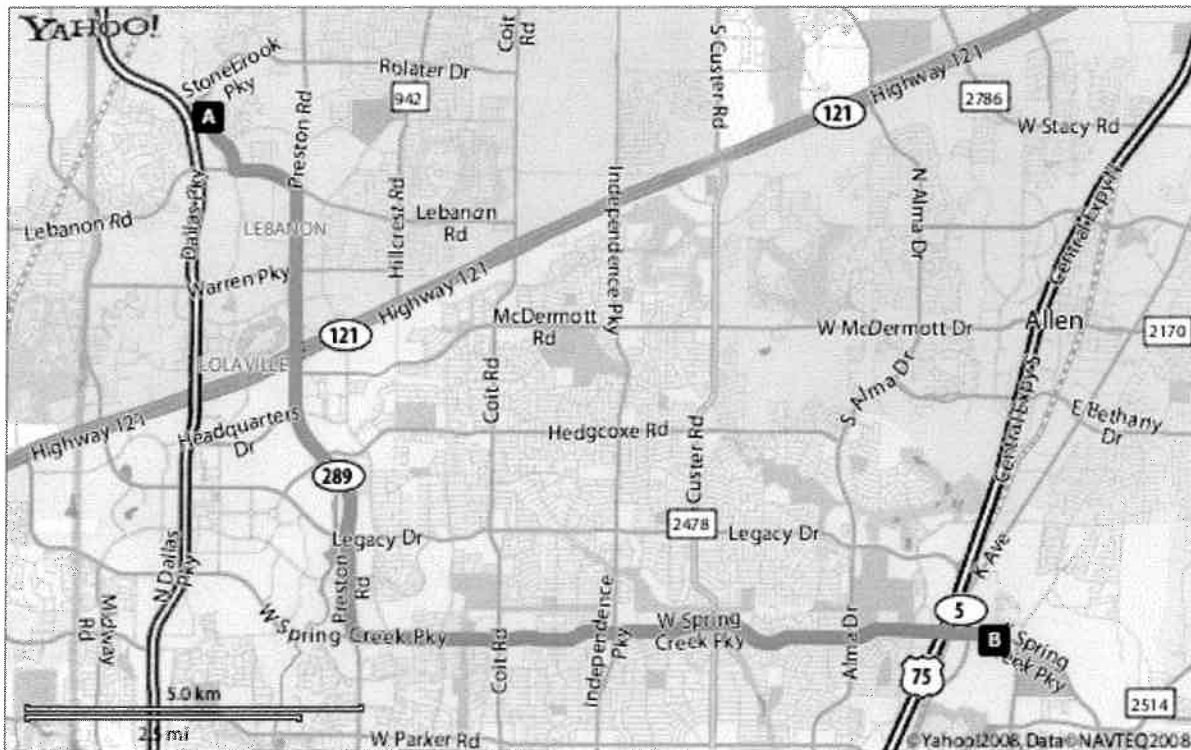 YAHOO!
StoneBrook
Pky
Rolater Dr
Coit
Rd
S Custer Rd
Highway 121
942
A
Preston Rd
121
2786
W Stacy Rd
Lebanon Rd
Dallas Pky
LEBANON
Hillcrest Rd
Lebanon
Rd
Independence Pky
N Alma Dr
Central Expy N
Warren Pky
Highway 121
121
McDermott
Rd
W McDermott Dr
Allen
2170
LOLAVILLE
Coit Rd
S Alma Dr
Central Expy S
E Bethany
Dr
Highway 121
Headquarters
Dr
Hedgcoxe Rd
Custer Rd
289
2478
Legacy Dr
Legacy Dr
K Ave
N Dallas
Pky
Preston
Rd
Midway
Rd
W Spring Creek Pky
Coit Rd
Independence
Pky
W Spring
Creek Pky
Alma Dr
5
B
Spring
Creek Pky
75
5.0 km
2.5 mi
W Parker Rd
2514
©Yahoo!2008, Data©NAVTEQ2008